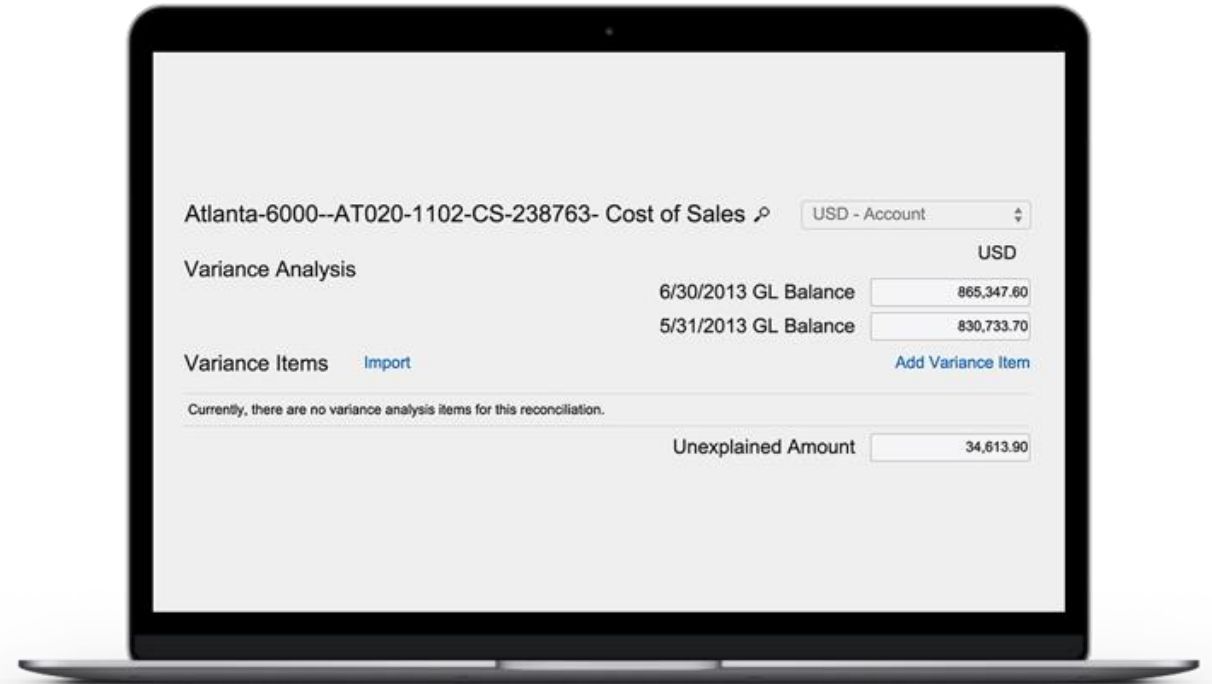 Atlanta-6000--AT020-1102-CS-238763- Cost of Sales USD - Account
USD
Variance Analysis
6/30/2013 GL Balance 865,347.60
5/31/2013 GL Balance 830,733.70
Variance Items Import Add Variance Item
Currently, there are no variance analysis items for this reconciliation.
Unexplained Amount 34,613.90